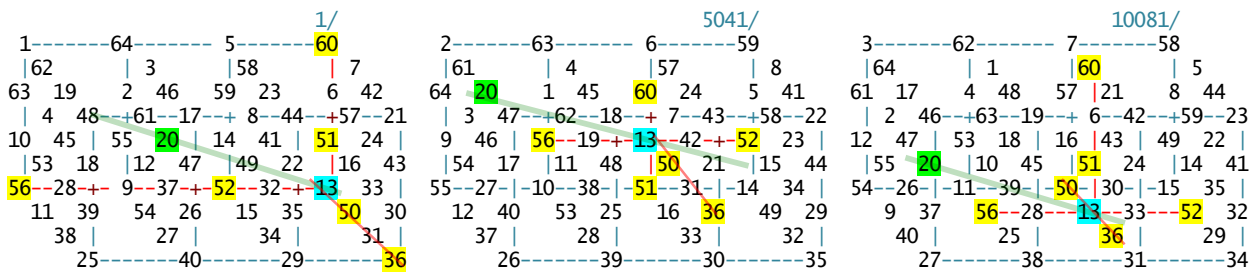 1/ 5041/ 10081/
1------64------ 5------60 2------63------ 6------59 3------62------ 7------58
|62 | 3 |58 | 7 |61 | 4 |57 | 8 |64 | 1 | 60 | 5
63 19 2 46 59 23 6 42 64 20 1 45 60 24 5 41 61 17 4 48 57 21 8 44
| 4 48-+-61-17-+- 8-44-+-57-21 | 3 47-+-62-18-+- 7-43-+-58-22 | 2 46-+-63-19-+- 6-42-+-59-23
10 45 | 55 20 | 14 41 | 51 24 | 9 46 | 56--19-+-13--42-+-52 23 | 12 47 | 53 18 | 16 43 | 49 22 |
| 53 18 |12 47 |49 22 | 16 43 | 54 17 |11 48 | 50 21 |15 44 | 55 20 |10 45 | 51 24 | 14 41
56--28-+- 9--37-+-52--32-+-13 33 | 55--27--10--38--51--31--14 34 | 54--26--11--39--50--30--15 35 |
11 39 54 26 15 35 50 30 12 40 53 25 16 36 49 29 9 37 56--28--13--33--52 32
38 | 27 | 34 | 31 | 37 | 28 | 33 | 32 | 40 | 25 | 36 | 29 |
25------40------29------36 26------39------30------35 27------38------31------34